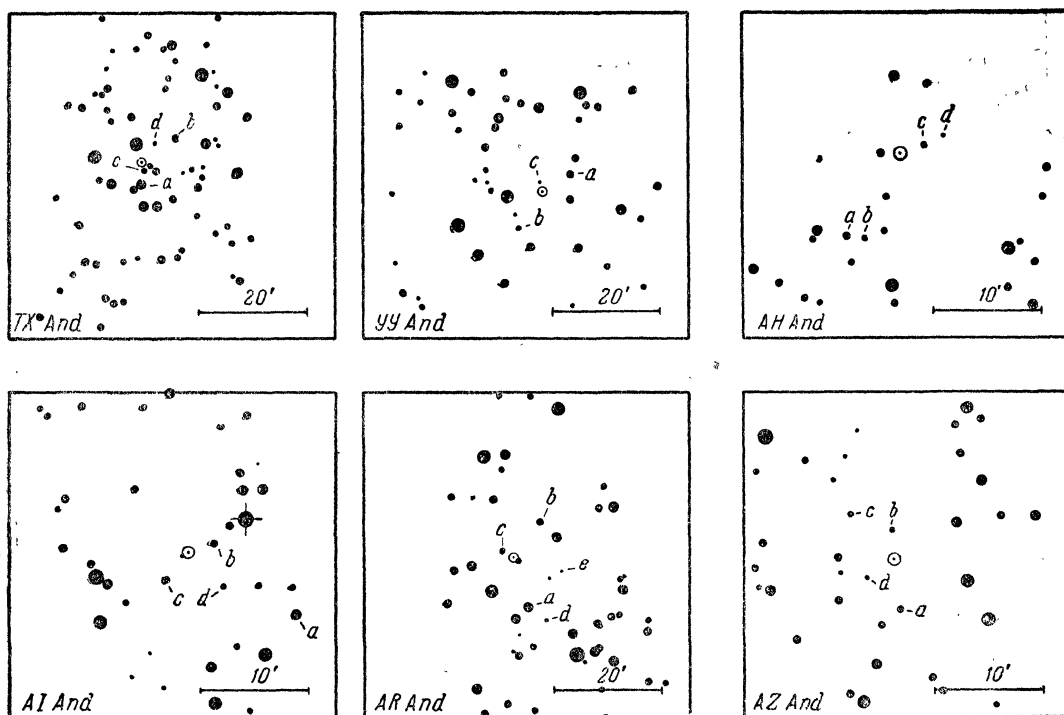 d b
c
a
20'
TX And
c
a
b
20'
YY And
c d
a b
10'
AH And
b
c d
a
10'
AI And
b
c
e
a
d
20'
AR And
c b
d
a
10'
AZ And